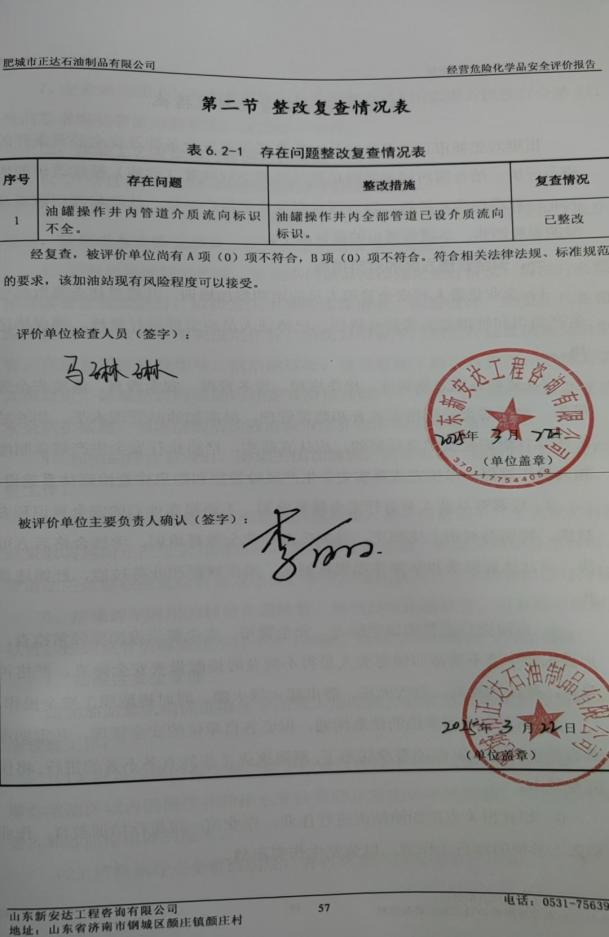 肥城市正达石油制品有限公司 经营危险化学品安全评价报告
第二节 整改复查情况表
表 6.2-1 存在问题整改复查情况表
序号 存在问题 整改措施 复查情况
1 油罐操作井内管道介质流向标识不全。 油罐操作井内全部管道已设介质流向标识。 已整改
经复查，被评价单位尚有 A 项（0）项不符合，B 项（0）项不符合。符合相关法律法规、标准规范
的要求，该加油站现有风险程度可以接受。
评价单位检查人员（签字）：
马琳琳
山东新安达工程咨询有限公司
2025年 3 月 22日
（单位盖章）
3701177544059
被评价单位主要负责人确认（签字）：
李
肥城市正达石油制品有限公司
2025年 3 月 22 日
（单位盖章）
山东新安达工程咨询有限公司 57 电话：0531-75639
地址：山东省济南市钢城区颜庄镇颜庄村